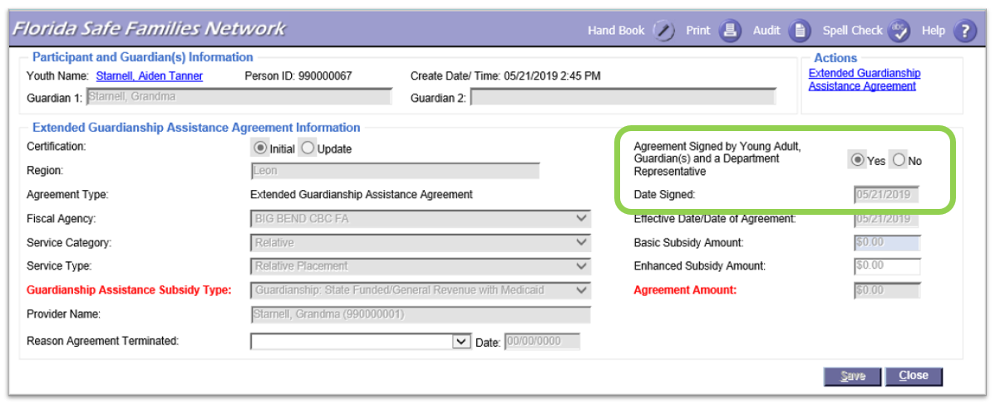 Florida Safe Families Network
Hand Book Print Audit Spell Check Help ?
Participant and Guardian(s) Information
Youth Name: Starnell, Aiden Tanner Person ID: 990000067 Create Date/ Time: 05/21/2019 2:45 PM
Guardian 1: Starnell, Grandma Guardian 2:
Actions
Extended Guardianship
Assistance Agreement
Extended Guardianship Assistance Agreement Information
Certification: Initial Update
Region: Leon
Agreement Type: Extended Guardianship Assistance Agreement
Fiscal Agency: BIG BEND CBC FA
Service Category: Relative
Service Type: Relative Placement
Guardianship Assistance Subsidy Type: Guardianship: State Funded/General Revenue with Medicaid
Provider Name: Starnell, Grandma (990000001)
Reason Agreement Terminated: Date: 00/00/0000
Agreement Signed by Young Adult,
Guardian(s) and a Department
Representative
Yes No
Date Signed: 05/21/2019
Effective Date/Date of Agreement: 05/21/2019
Basic Subsidy Amount: $0.00
Enhanced Subsidy Amount: $0.00
Agreement Amount: $0.00
Save Close